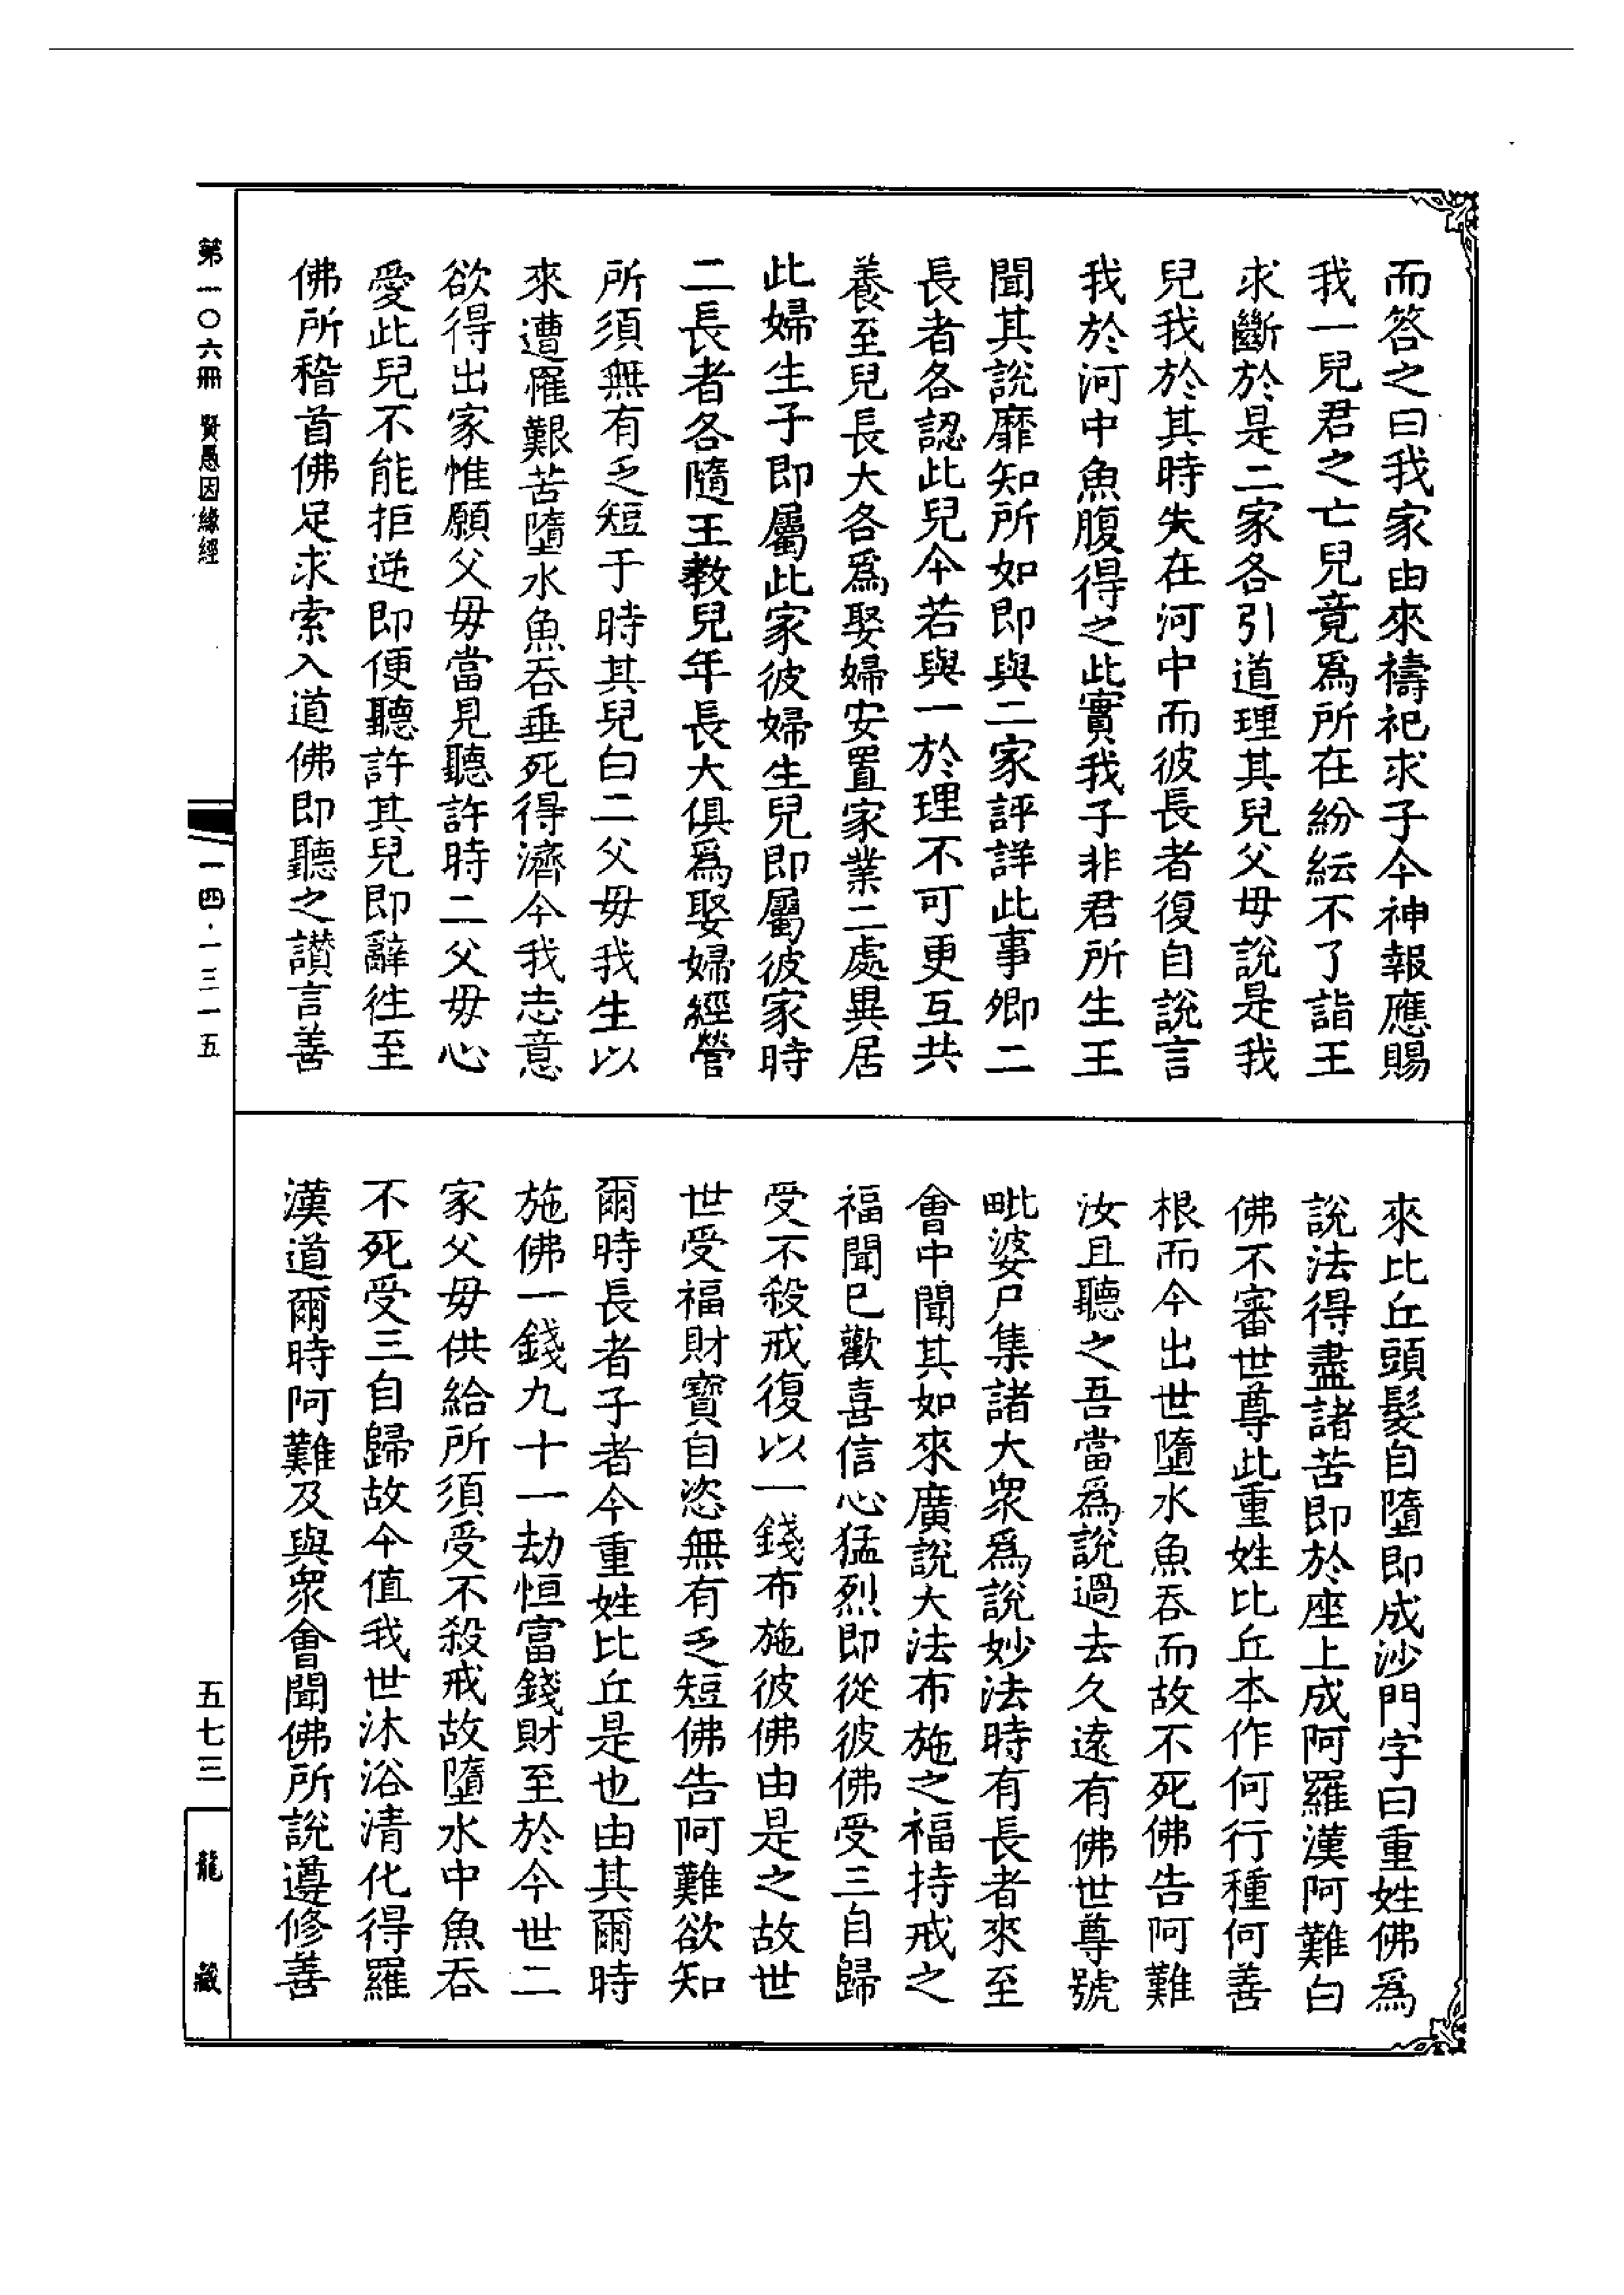 而答之曰我家由來禱祀求子今神報應賜
我一兒君之亡兒竟爲所在紛紜不了詣王
求斷於是二家各引道理其兒父母說是我
兒我於其時失在河中而彼長者復自說言
我於河中魚腹得之此實我子非君所生王
聞其說靡知所如即與二家評詳此事卿二
長者各認此兒今若與一於理不可更互共
養至兒長大各爲娶婦安置家業二處異居
此婦生子即屬此家彼婦生兒即屬彼家時
二長者各隨王教兒年長大俱爲娶婦經營
所須無有乏短于時其兒白二父毋我生以
來遭罹艱苦墮水魚吞垂死得濟今我志意
欲得出家惟願父毋當見聽許時二父毋心
愛此兒不能拒逆即便聽許其兒即辭徃至
佛所稽首佛足求索入道佛即聽之讃言善
來比丘頭髮自墮即成沙門字曰重姓佛爲
說法得盡諸苦即於座上成阿羅漢阿難白
佛不審世尊此重姓比丘本作何行種何善
根而今出世墮水魚吞而故不死佛告阿難
汝且聽之吾當爲說過去久遠有佛世尊號
毗婆尸集諸大衆爲說妙法時有長者來至
會中聞其如來廣說大法布施之福持戒之
福聞巳歡喜信心猛烈即從彼佛受三自歸
受不殺戒復以一錢布施彼佛由是之故世
世受福財寶自恣無有乏短佛告阿難欲知
爾時長者子者今重姓比丘是也由其爾時
施佛一錢九十一劫恒富錢財至於今世二
家父毋供給所須受不殺戒故墮水中魚吞
不死受三自歸故今值我世沐浴清化得羅
漢道爾時阿難及與衆會聞佛所說遵修善
第一〇六冊 賢愚因緣經
一四·一三一五
五七三
龍藏